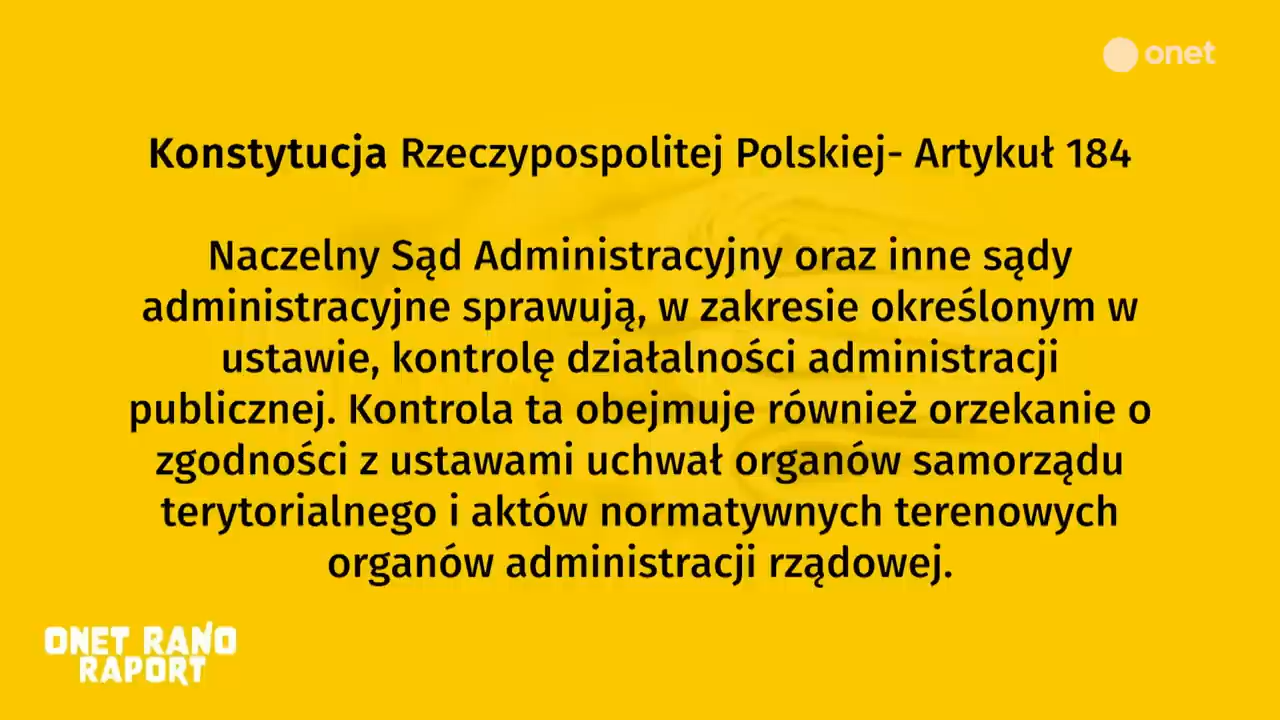 onet
Konstytucja Rzeczypospolitej Polskiej- Artykuł 184
Naczelny Sąd Administracyjny oraz inne sądy
administracyjne sprawują, w zakresie określonym w
ustawie, kontrolę działalności administracji
publicznej. Kontrola ta obejmuje również orzekanie o
zgodności z ustawami uchwał organów samorządu
terytorialnego i aktów normatywnych terenowych
organów administracji rządowej.
ONET RANO
RAPORT